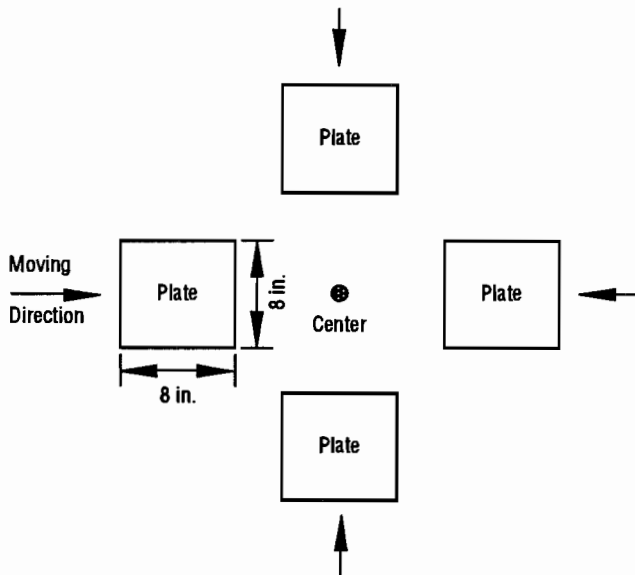 Plate
Moving
Direction
Plate
8 in.
8 in.
Center
Plate
Plate